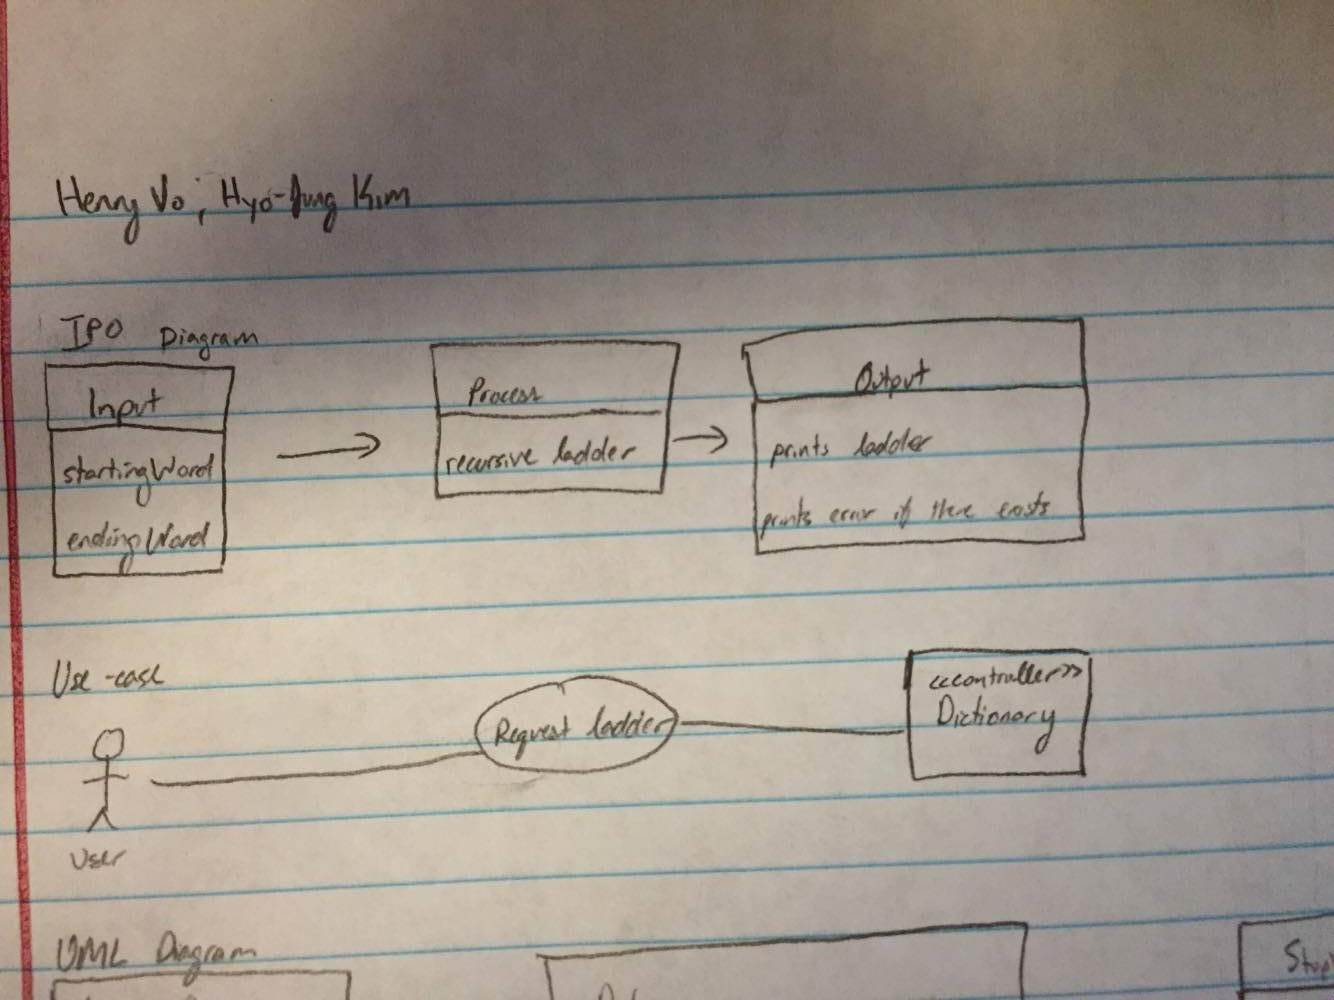 Henry Vo; Hyo-Jung Kim
IPO Diagram
Input
startingWord
endingWord
Process
recursive ladder
Output
prints ladder
prints error if there exists
Use-case
User
Request ladder
<<controller>>
Dictionary
UML Diagram